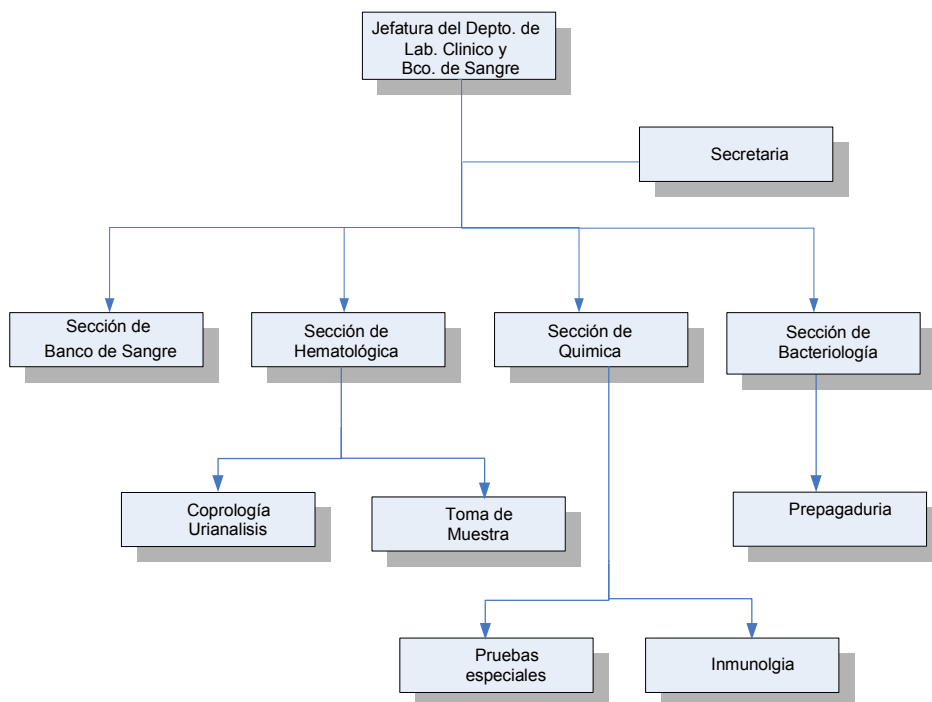 Jefatura del Depto. de
Lab. Clinico y
Bco. de Sangre
Secretaria
Sección de
Banco de Sangre
Sección de
Hematológica
Sección de
Quimica
Sección de
Bacteriología
Coprología
Urianalisis
Toma de
Muestra
Prepagaduria
Pruebas
especiales
Inmunolgia